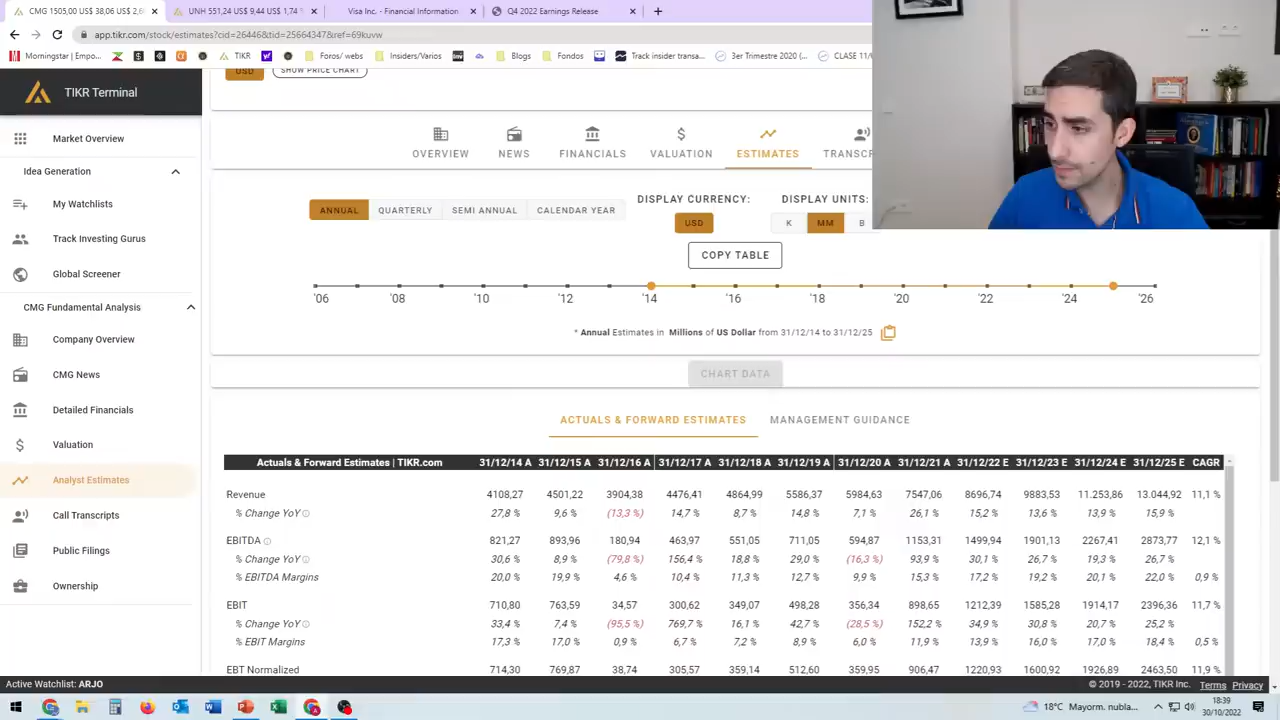 CMG 1505,00 US$ 38,06 US$ 2,6
UNH 551,24 US$ 9,44 US$ 1,74 %
Visa Inc. - Financial Information
Q4 2022 Earnings Release
app.tikr.com/stock/estimates?cid=26446&tid=25664347&ref=69kuvw
Morningstar | Empo...
TIKR
Foros/ webs
Insiders/Varios
Blogs
Fondos
Track insider transa...
3er Trimestre 2020 (...
CLASE 11/
USD
SHOW PRICE CHART
TIKR Terminal
Market Overview
Idea Generation
My Watchlists
Track Investing Gurus
Global Screener
CMG Fundamental Analysis
Company Overview
CMG News
Detailed Financials
Valuation
Analyst Estimates
Call Transcripts
Public Filings
Ownership
OVERVIEW
NEWS
FINANCIALS
VALUATION
ESTIMATES
TRANSC
ANNUAL
QUARTERLY
SEMI ANNUAL
CALENDAR YEAR
DISPLAY CURRENCY:
USD
DISPLAY UNITS:
K
MM
B
COPY TABLE
'06 '08 '10 '12 '14 '16 '18 '20 '22 '24 '26
* Annual Estimates in Millions of US Dollar from 31/12/14 to 31/12/25
CHART DATA
ACTUALS & FORWARD ESTIMATES
MANAGEMENT GUIDANCE
Actuals & Forward Estimates | TIKR.com 31/12/14 A 31/12/15 A 31/12/16 A 31/12/17 A 31/12/18 A 31/12/19 A 31/12/20 A 31/12/21 A 31/12/22 E 31/12/23 E 31/12/24 E 31/12/25 E CAGR
Revenue 4108,27 4501,22 3904,38 4476,41 4864,99 5586,37 5984,63 7547,06 8696,74 9883,53 11.253,86 13.044,92 11,1 %
% Change YoY 27,8 % 9,6 % (13,3 %) 14,7 % 8,7 % 14,8 % 7,1 % 26,1 % 15,2 % 13,6 % 13,9 % 15,9 %
EBITDA 821,27 893,96 180,94 463,97 551,05 711,05 594,87 1153,31 1499,94 1901,13 2267,41 2873,77 12,1 %
% Change YoY 30,6 % 8,9 % (79,8 %) 156,4 % 18,8 % 29,0 % (16,3 %) 93,9 % 30,1 % 26,7 % 19,3 % 26,7 %
% EBITDA Margins 20,0 % 19,9 % 4,6 % 10,4 % 11,3 % 12,7 % 9,9 % 15,3 % 17,2 % 19,2 % 20,1 % 22,0 % 0,9 %
EBIT 710,80 763,59 34,57 300,62 349,07 498,28 356,34 898,65 1212,39 1585,28 1914,17 2396,36 11,7 %
% Change YoY 33,4 % 7,4 % (95,5 %) 769,7 % 16,1 % 42,7 % (28,5 %) 152,2 % 34,9 % 30,8 % 20,7 % 25,2 %
% EBIT Margins 17,3 % 17,0 % 0,9 % 6,7 % 7,2 % 8,9 % 6,0 % 11,9 % 13,9 % 16,0 % 17,0 % 18,4 % 0,5 %
EBT Normalized 714,30 769,87 38,74 305,57 359,14 512,60 359,95 906,47 1220,93 1600,92 1926,89 2463,50 11,9 %
Active Watchlist: ARJO
© 2019 - 2022, TIKR Inc. Terms Privacy
18°C Mayorm. nubla...
18:39
30/10/2022